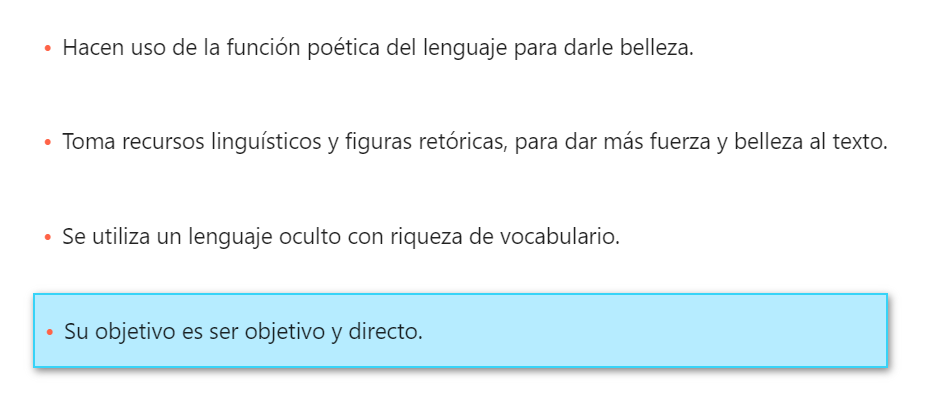 • Hacen uso de la función poética del lenguaje para darle belleza.
• Toma recursos linguísticos y figuras retóricas, para dar más fuerza y belleza al texto.
• Se utiliza un lenguaje oculto con riqueza de vocabulario.
• Su objetivo es ser objetivo y directo.